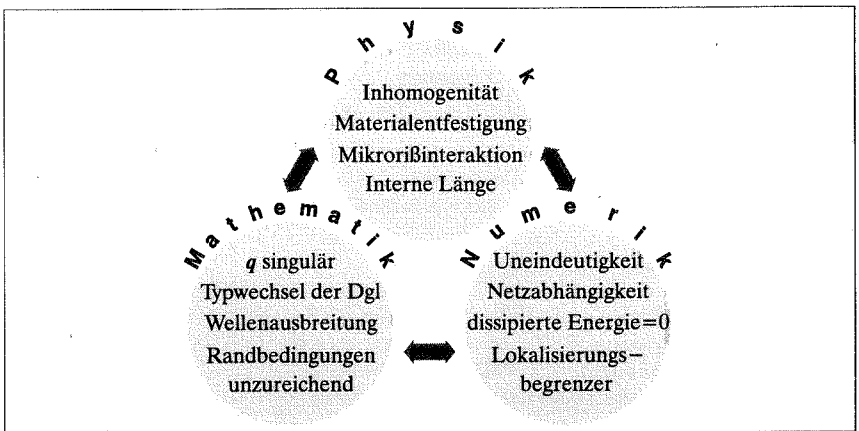 Physik
Inhomogenität
Materialentfestigung
Mikrorißinteraktion
Interne Länge
Mathematik
q singulär
Typwechsel der Dgl
Wellenausbreitung
Randbedingungen
unzureichend
Numerik
Uneindeutigkeit
Netzabhängigkeit
dissipierte Energie=0
Lokalisierungs–
begrenzer